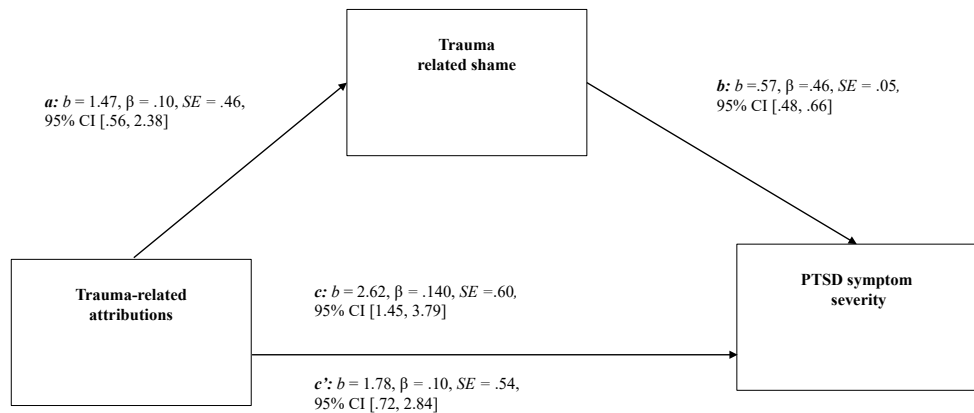 Trauma
related shame
a: b = 1.47, β = .10, SE = .46,
95% CI [.56, 2.38]
b: b =.57, β =.46, SE = .05,
95% CI [.48, .66]
Trauma-related
attributions
c: b = 2.62, β = .140, SE =.60,
95% CI [1.45, 3.79]
PTSD symptom
severity
c’: b = 1.78, β = .10, SE = .54,
95% CI [.72, 2.84]